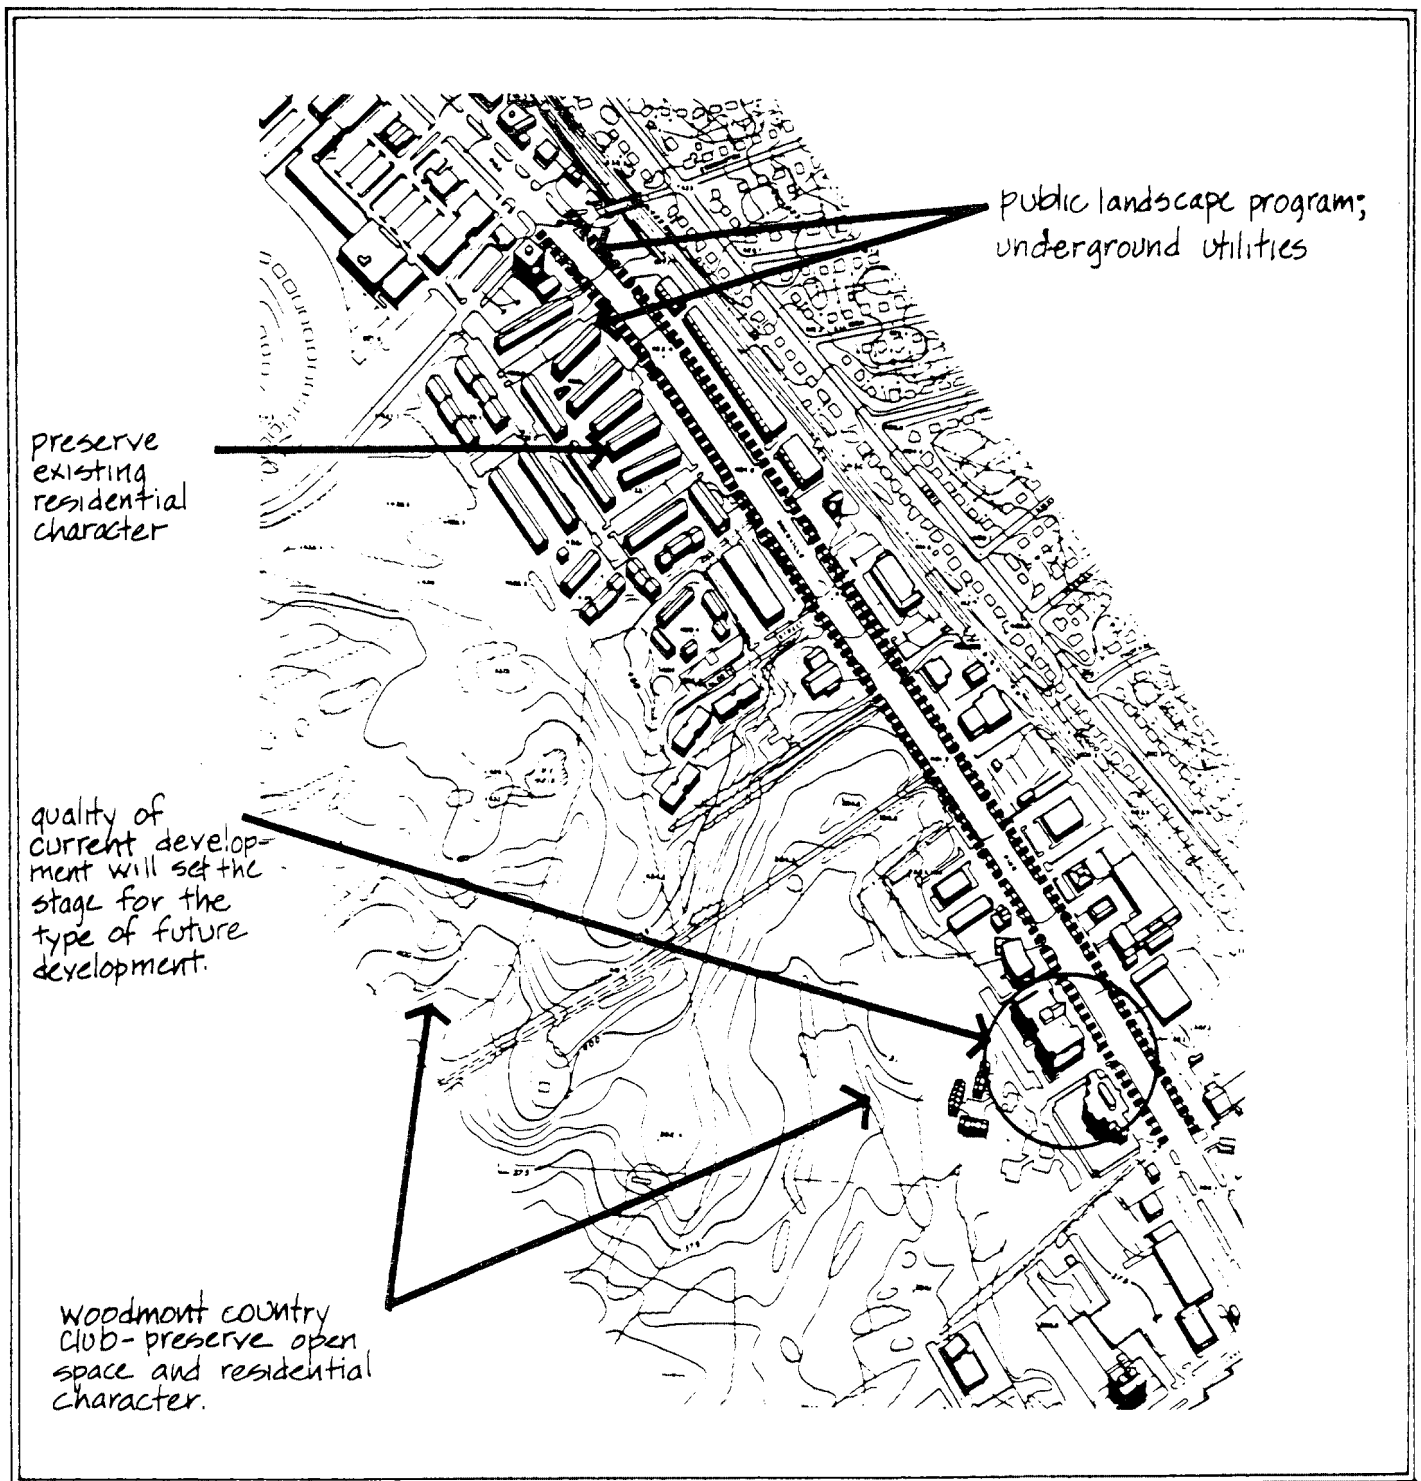 public landscape program;
underground utilities
preserve
existing
residential
character
quality of
current develop-
ment will set the
stage for the
type of future
development.
woodmont country
club-preserve open
space and residential
character.